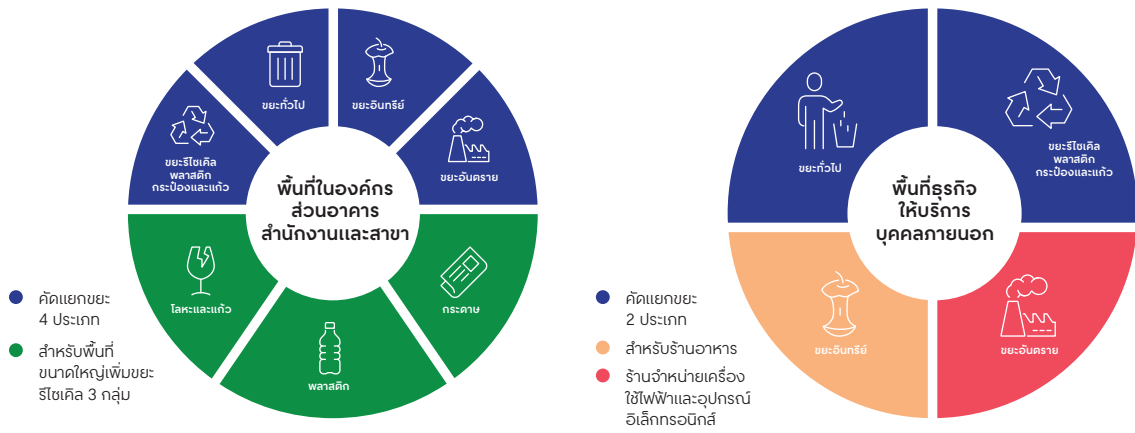 ขยะทั่วไป
ขยะอินทรีย์
ขยะรีไซเคิล
พลาสติก
กระป๋องและแก้ว
ขยะอันตราย
พื้นที่ในองค์กร
ส่วนอาคาร
สำนักงานและสาขา
โลหะและแก้ว
พลาสติก
กระดาษ
คัดแยกขยะ
4 ประเภท
สำหรับพื้นที่
ขนาดใหญ่เพิ่มขยะ
รีไซเคิล 3 กลุ่ม
ขยะทั่วไป
ขยะรีไซเคิล
พลาสติก
กระป๋องและแก้ว
พื้นที่ธุรกิจ
ให้บริการ
บุคคลภายนอก
ขยะอินทรีย์
ขยะอันตราย
คัดแยกขยะ
2 ประเภท
สำหรับร้านอาหาร
ร้านจำหน่ายเครื่อง
ใช้ไฟฟ้าและอุปกรณ์
อิเล็กทรอนิกส์